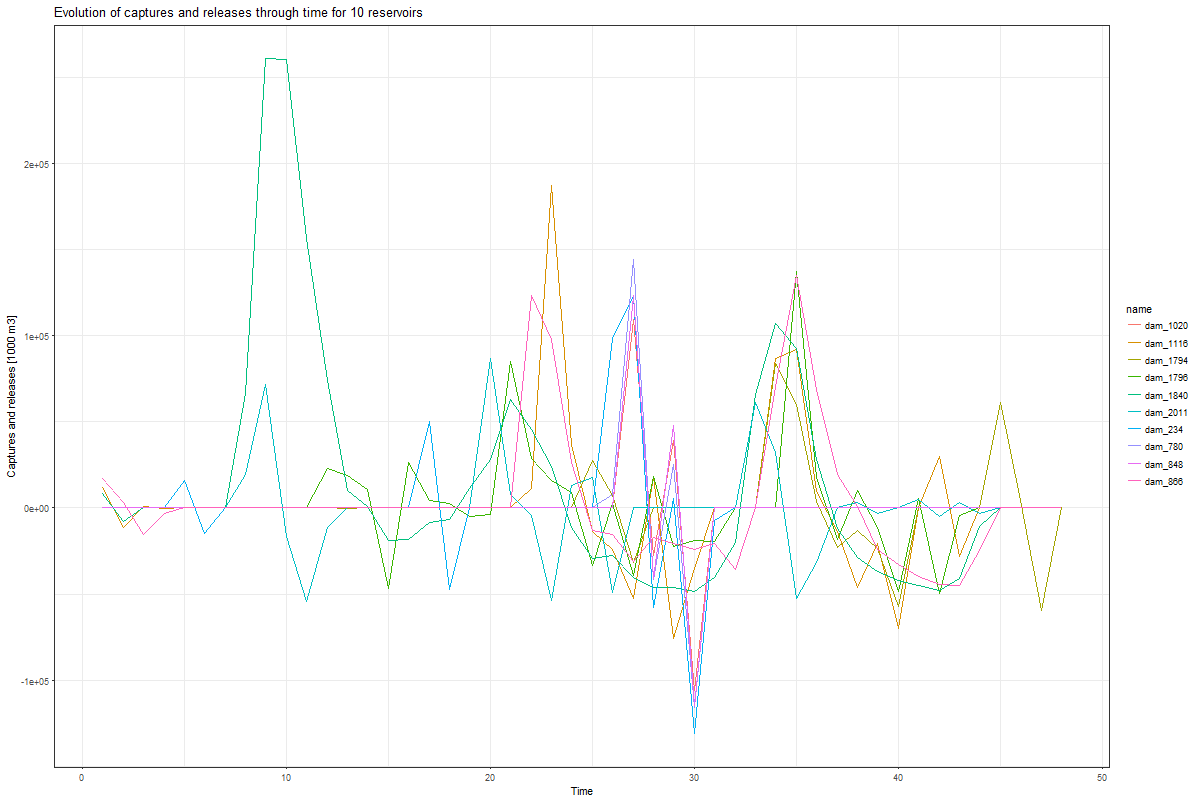 Evolution of captures and releases through time for 10 reservoirs
Captures and releases [1000 m3]
2e+05
1e+05
0e+00
-1e+05
0
10
20
30
40
50
Time
name
dam_1020
dam_1116
dam_1794
dam_1796
dam_1840
dam_2011
dam_234
dam_780
dam_848
dam_866